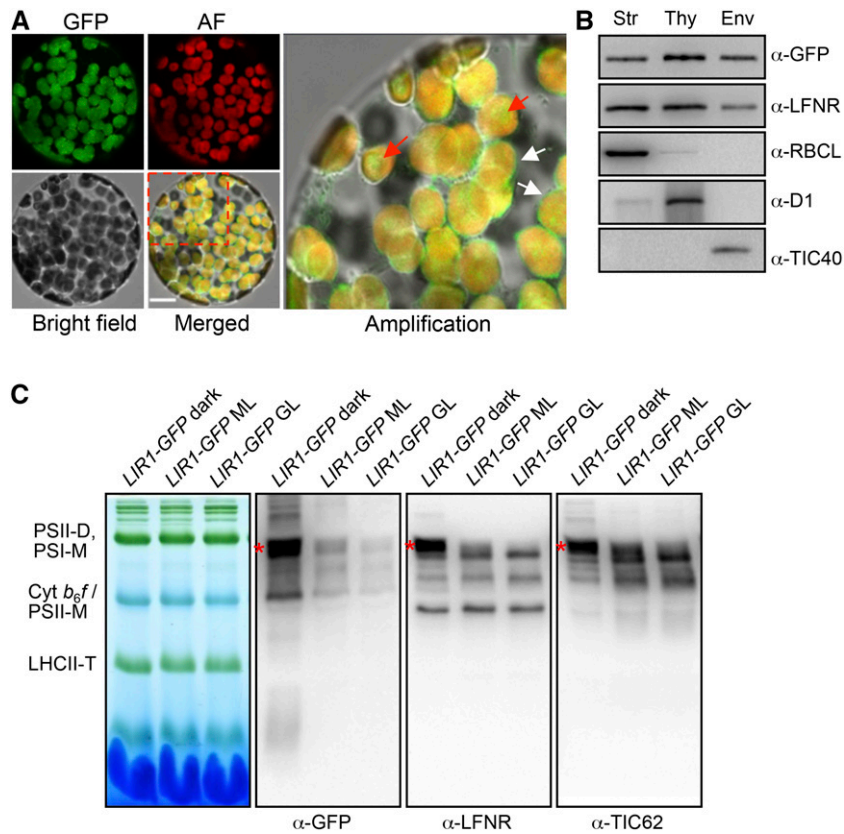 A
GFP AF
Bright field Merged Amplification
B
Str Thy Env
α-GFP
α-LFNR
α-RBCL
α-D1
α-TIC40
C
LIR1-GFP dark LIR1-GFP ML LIR1-GFP GL LIR1-GFP dark LIR1-GFP ML LIR1-GFP GL LIR1-GFP dark LIR1-GFP ML LIR1-GFP GL LIR1-GFP dark LIR1-GFP ML LIR1-GFP GL
PSII-D,
PSI-M
* * *
Cyt b₆f /
PSII-M
LHCII-T
α-GFP α-LFNR α-TIC62